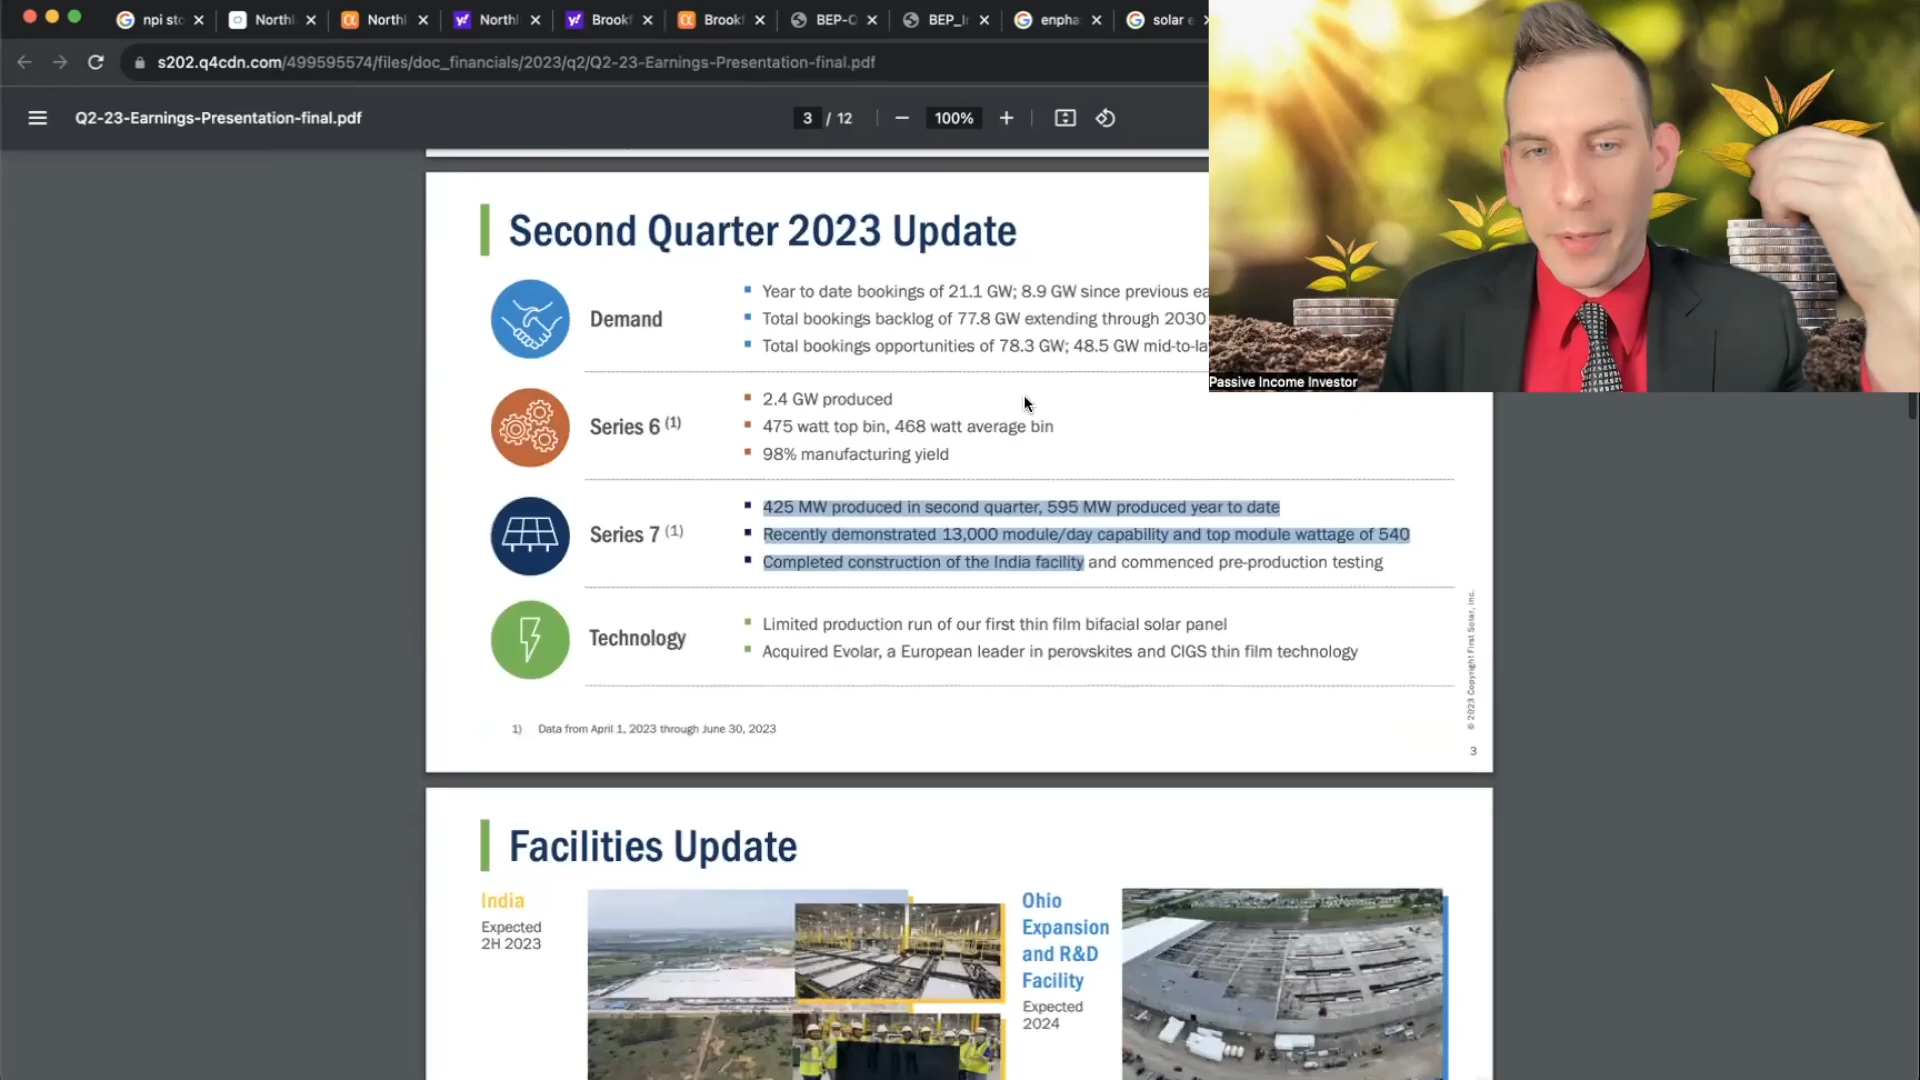 npi sto
North
North
North
Brookf
Brookf
BEP-C
BEP_I
enpha
solar e
s202.q4cdn.com/499595574/files/doc_financials/2023/q2/Q2-23-Earnings-Presentation-final.pdf
Q2-23-Earnings-Presentation-final.pdf
3 / 12
100%
Second Quarter 2023 Update
Demand
Year to date bookings of 21.1 GW; 8.9 GW since previous ea
Total bookings backlog of 77.8 GW extending through 2030
Total bookings opportunities of 78.3 GW; 48.5 GW mid-to-la
Series 6 (1)
2.4 GW produced
475 watt top bin, 468 watt average bin
98% manufacturing yield
Series 7 (1)
425 MW produced in second quarter, 595 MW produced year to date
Recently demonstrated 13,000 module/day capability and top module wattage of 540
Completed construction of the India facility and commenced pre-production testing
Technology
Limited production run of our first thin film bifacial solar panel
Acquired Evolar, a European leader in perovskites and CIGS thin film technology
1) Data from April 1, 2023 through June 30, 2023
© 2023 Copyright First Solar, Inc.
3
Passive Income Investor
Facilities Update
India
Expected
2H 2023
Ohio
Expansion
and R&D
Facility
Expected
2024